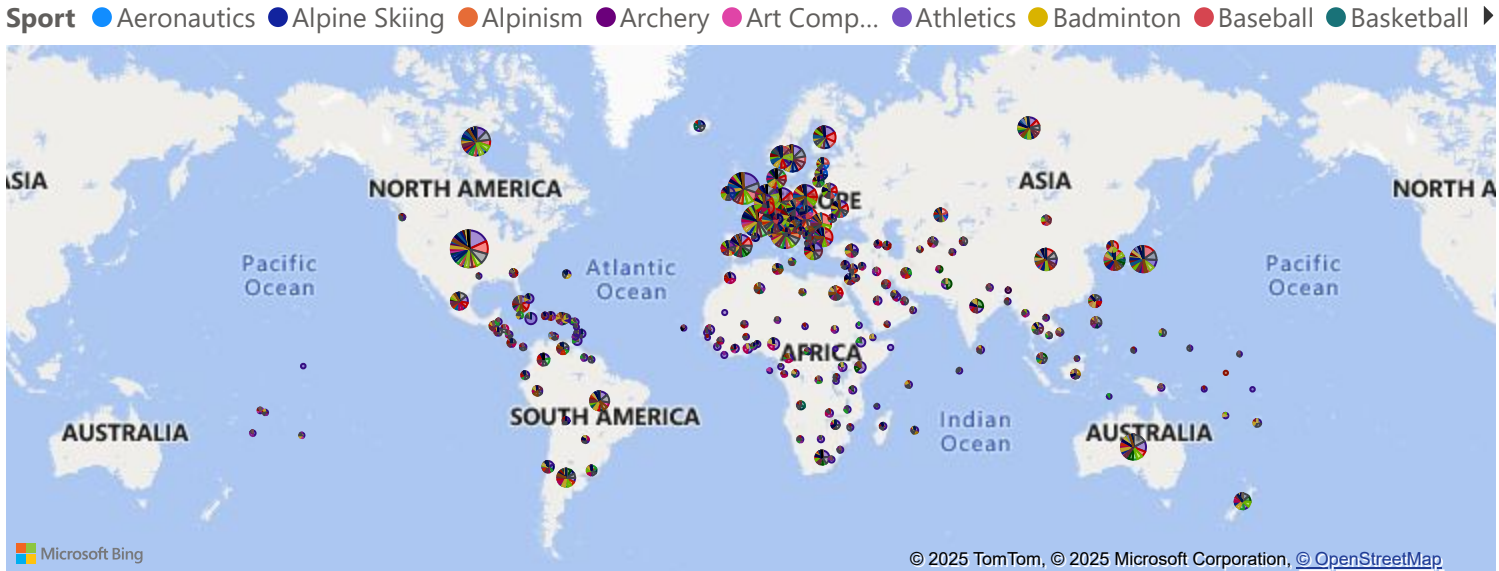 Sport Aeronautics Alpine Skiing Alpinism Archery Art Comp... Athletics Badminton Baseball Basketball
ASIA
NORTH AMERICA
OPE
ASIA
NORTH A
Pacific
Ocean
Atlantic
Ocean
Pacific
Ocean
AFRICA
SOUTH AMERICA
AUSTRALIA
Indian
Ocean
AUSTRALIA
Microsoft Bing
© 2025 TomTom, © 2025 Microsoft Corporation, © OpenStreetMap